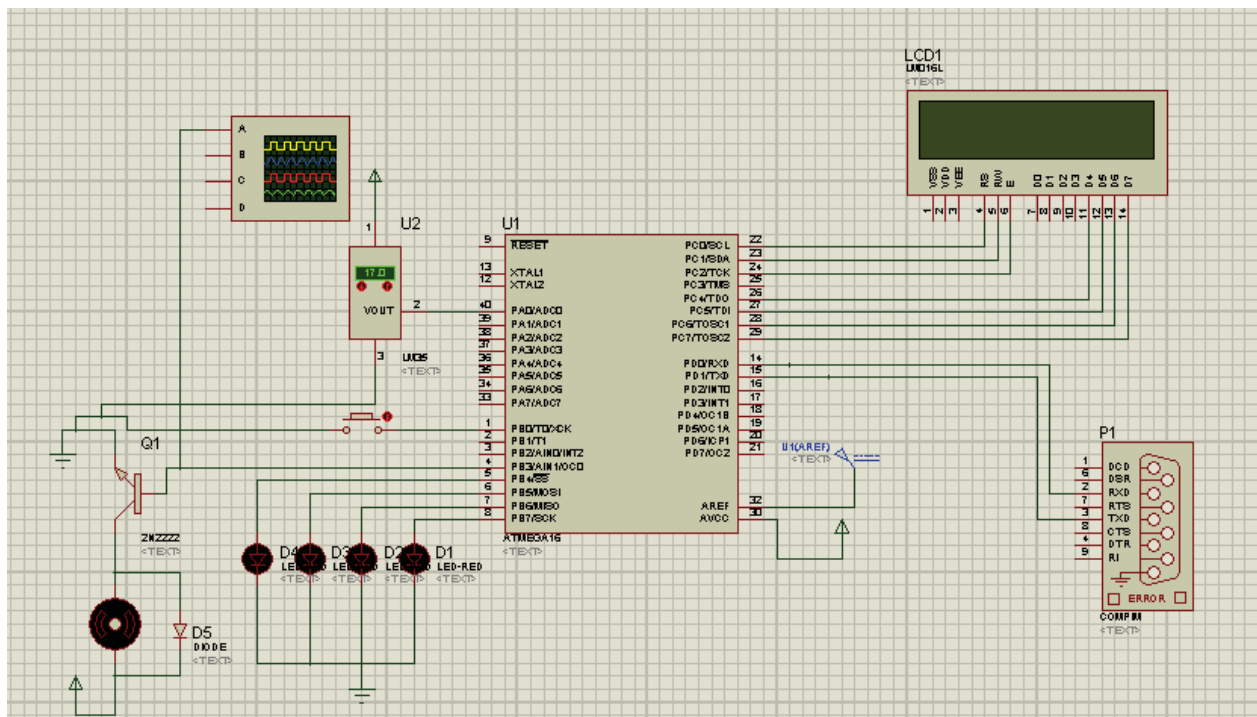 LCD1
LM016L
<TEXT>
VSS
VDD
VEE
RS
RW
E
D0
D1
D2
D3
D4
D5
D6
D7
1
2
3
4
5
6
7
8
9
10
11
12
13
14
A
B
C
D
U2
1
17.0
VOUT
2
3
LM35
<TEXT>
U1
9 RESET
13 XTAL1
12 XTAL2
40 PA0/ADC0
39 PA1/ADC1
38 PA2/ADC2
37 PA3/ADC3
36 PA4/ADC4
35 PA5/ADC5
34 PA6/ADC6
33 PA7/ADC7
1 PB0/T0/XCK
2 PB1/T1
3 PB2/AIN0/INT2
4 PB3/AIN1/OC0
5 PB4/SS
6 PB5/MOSI
7 PB6/MISO
8 PB7/SCK
PC0/SCL 22
PC1/SDA 23
PC2/TCK 24
PC3/TMS 25
PC4/TDO 26
PC5/TDI 27
PC6/TOSC1 28
PC7/TOSC2 29
PD0/RXD 14
PD1/TXD 15
PD2/INT0 16
PD3/INT1 17
PD4/OC1B 18
PD5/OC1A 19
PD6/ICP1 20
PD7/OC2 21
AREF 32
AVCC 30
ATMEGA16
<TEXT>
U1(AREF)
<TEXT>
Q1
2N2222
<TEXT>
D4
<TEXT>
D3
<TEXT>
D2
<TEXT>
D1
LED-RED
<TEXT>
D5
DIODE
<TEXT>
P1
1 DCD
6 DSR
2 RXD
7 RTS
3 TXD
8 CTS
4 DTR
9 RI
ERROR
COMPIM
<TEXT>